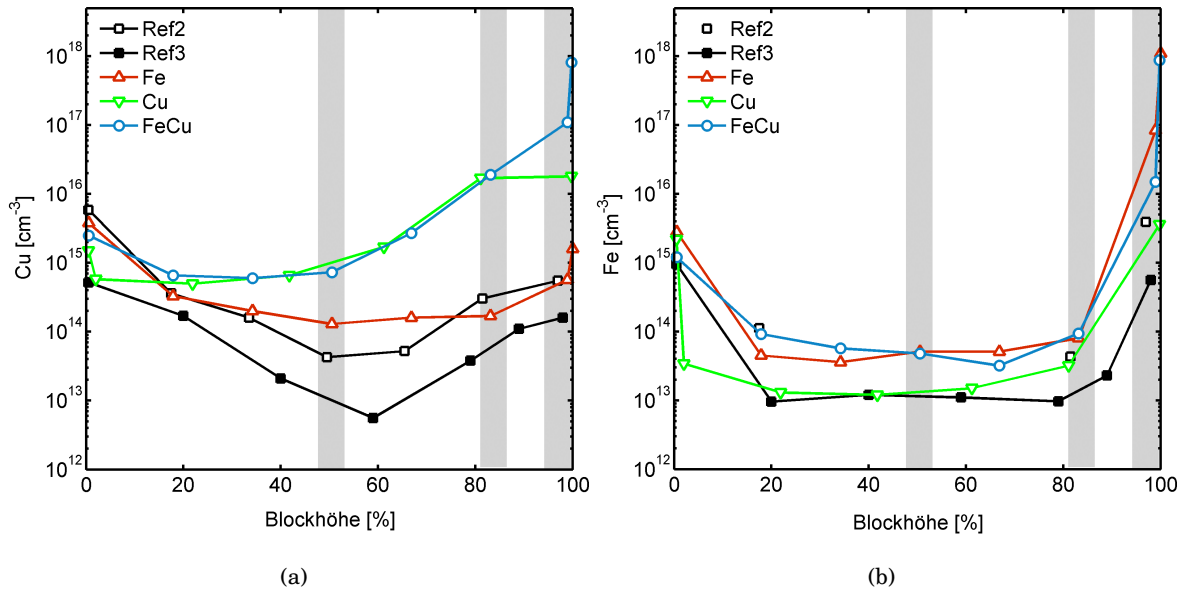 Ref2
Ref3
Fe
Cu
FeCu
10^18
10^17
10^16
10^15
10^14
10^13
10^12
Cu [cm^-3]
0 20 40 60 80 100
Blockhöhe [%]
(a)
Ref2
Ref3
Fe
Cu
FeCu
10^18
10^17
10^16
10^15
10^14
10^13
10^12
Fe [cm^-3]
0 20 40 60 80 100
Blockhöhe [%]
(b)